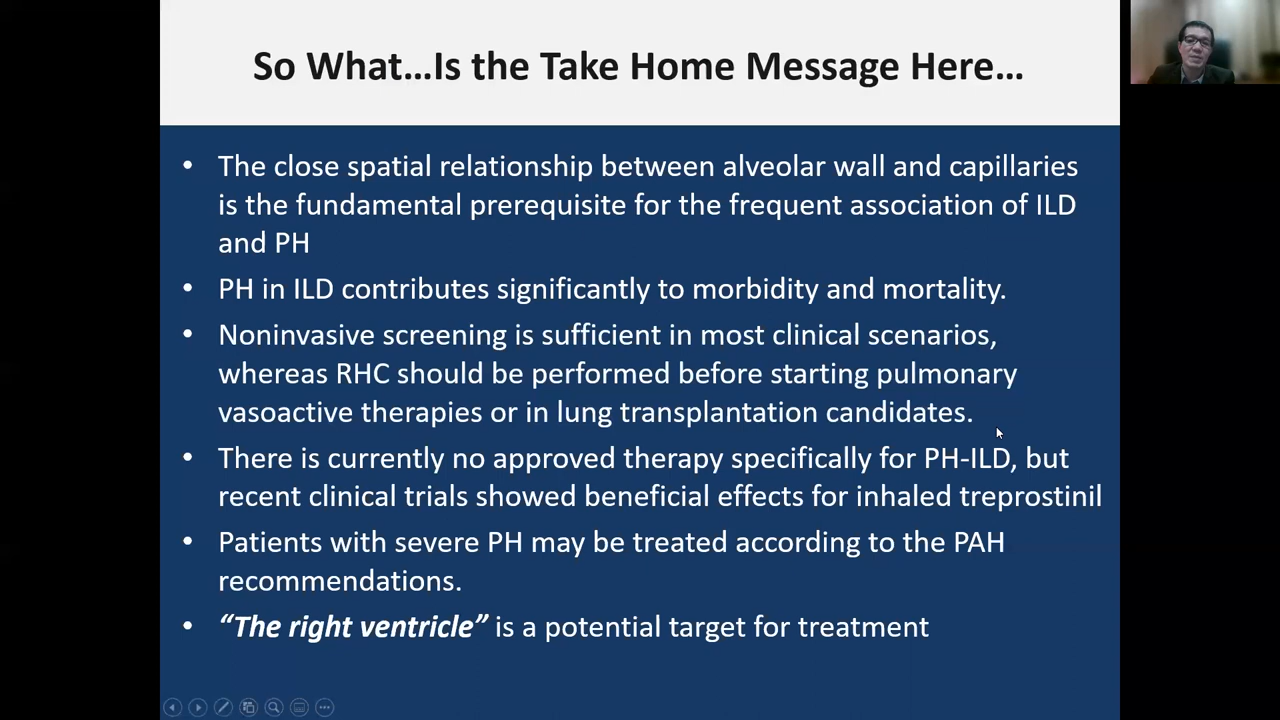 So What…Is the Take Home Message Here…
• The close spatial relationship between alveolar wall and capillaries
is the fundamental prerequisite for the frequent association of ILD
and PH
• PH in ILD contributes significantly to morbidity and mortality.
• Noninvasive screening is sufficient in most clinical scenarios,
whereas RHC should be performed before starting pulmonary
vasoactive therapies or in lung transplantation candidates.
• There is currently no approved therapy specifically for PH-ILD, but
recent clinical trials showed beneficial effects for inhaled treprostinil
• Patients with severe PH may be treated according to the PAH
recommendations.
• “The right ventricle” is a potential target for treatment